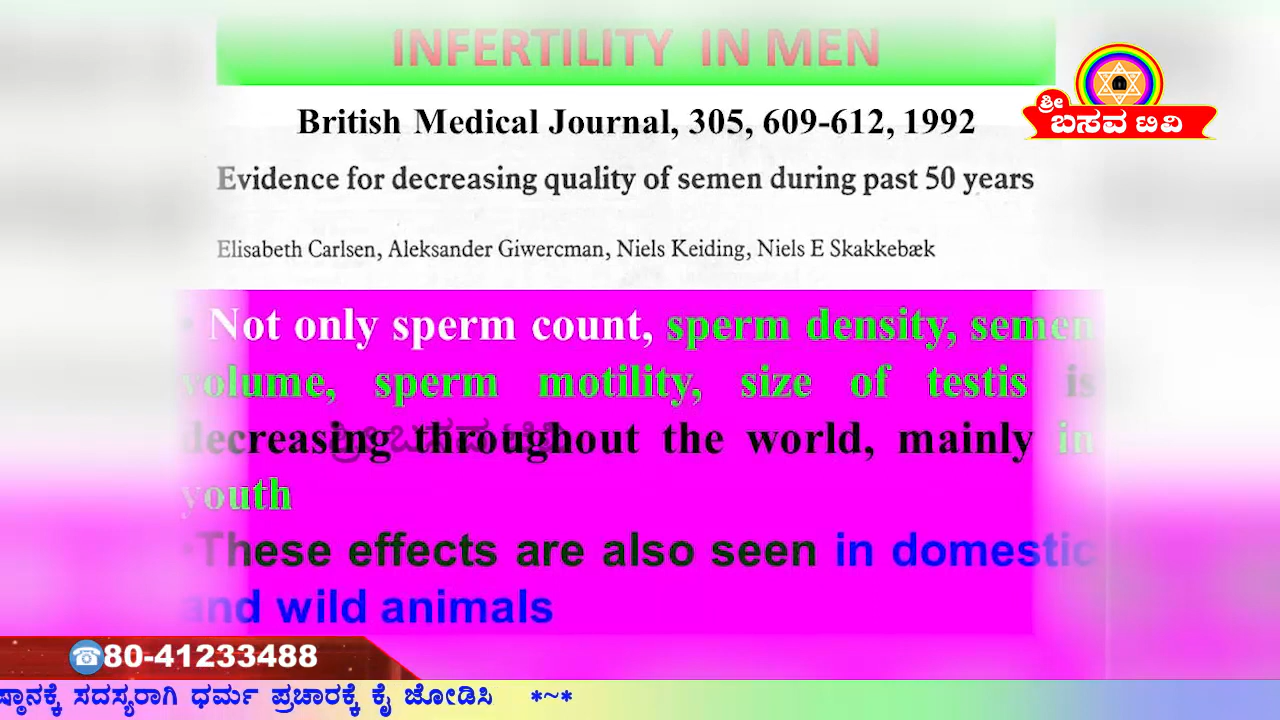 INFERTILITY IN MEN
British Medical Journal, 305, 609-612, 1992
ಶ್ರೀ
ಬಸವ ಟಿವಿ
Evidence for decreasing quality of semen during past 50 years
Elisabeth Carlsen, Aleksander Giwercman, Niels Keiding, Niels E Skakkebæk
Not only sperm count, sperm density, semen
volume, sperm motility, size of testis is
decreasing throughout the world, mainly in
youth
ಶ್ರೀ ಬಸವ ಟಿವಿ
•These effects are also seen in domestic
and wild animals
☎80-41233488
ಷ್ಠಾನಕ್ಕೆ ಸದಸ್ಯರಾಗಿ ಧರ್ಮ ಪ್ರಚಾರಕ್ಕೆ ಕೈ ಜೋಡಿಸಿ *~*